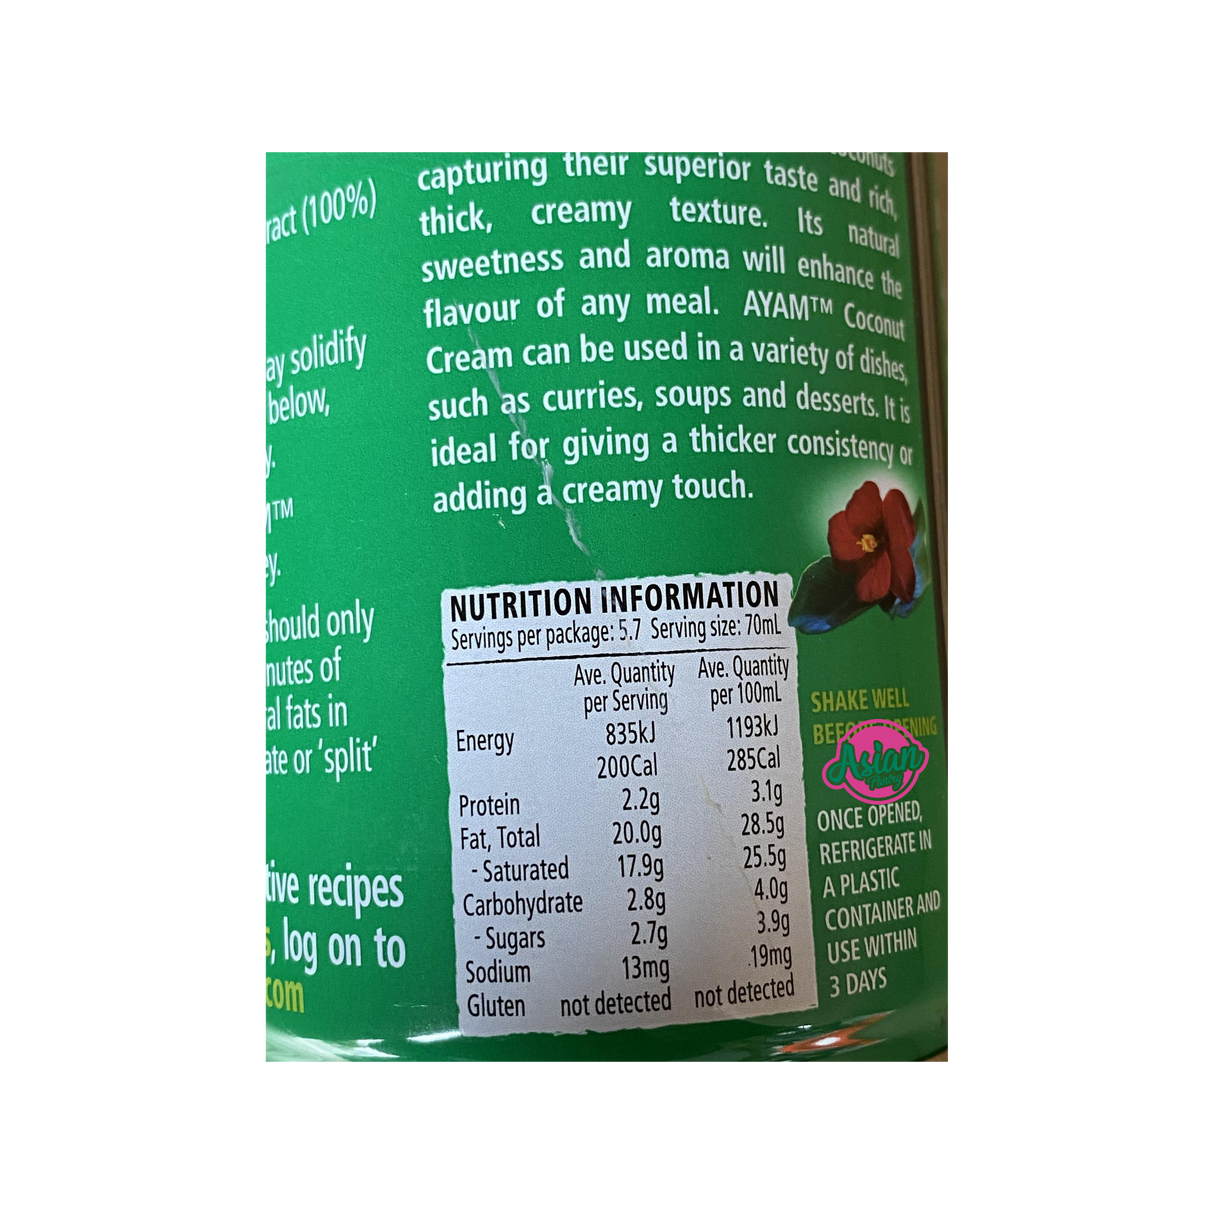 ract (100%)
ay solidify
below,
y.
TM
ey.
should only
nutes of
al fats in
ate or 'split'
tive recipes
s, log on to
com
coconuts
capturing their superior taste and rich,
thick, creamy texture. Its natural
sweetness and aroma will enhance the
flavour of any meal. AYAM™ Coconut
Cream can be used in a variety of dishes,
such as curries, soups and desserts. It is
ideal for giving a thicker consistency or
adding a creamy touch.
NUTRITION INFORMATION
Servings per package: 5.7 Serving size: 70mL
Ave. Quantity Ave. Quantity
per Serving per 100mL
Energy 835kJ 1193kJ
200Cal 285Cal
Protein 2.2g 3.1g
Fat, Total 20.0g 28.5g
- Saturated 17.9g 25.5g
Carbohydrate 2.8g 4.0g
- Sugars 2.7g 3.9g
Sodium 13mg 19mg
Gluten not detected not detected
SHAKE WELL
BEFORE OPENING
Asian
Pantry
ONCE OPENED,
REFRIGERATE IN
A PLASTIC
CONTAINER AND
USE WITHIN
3 DAYS